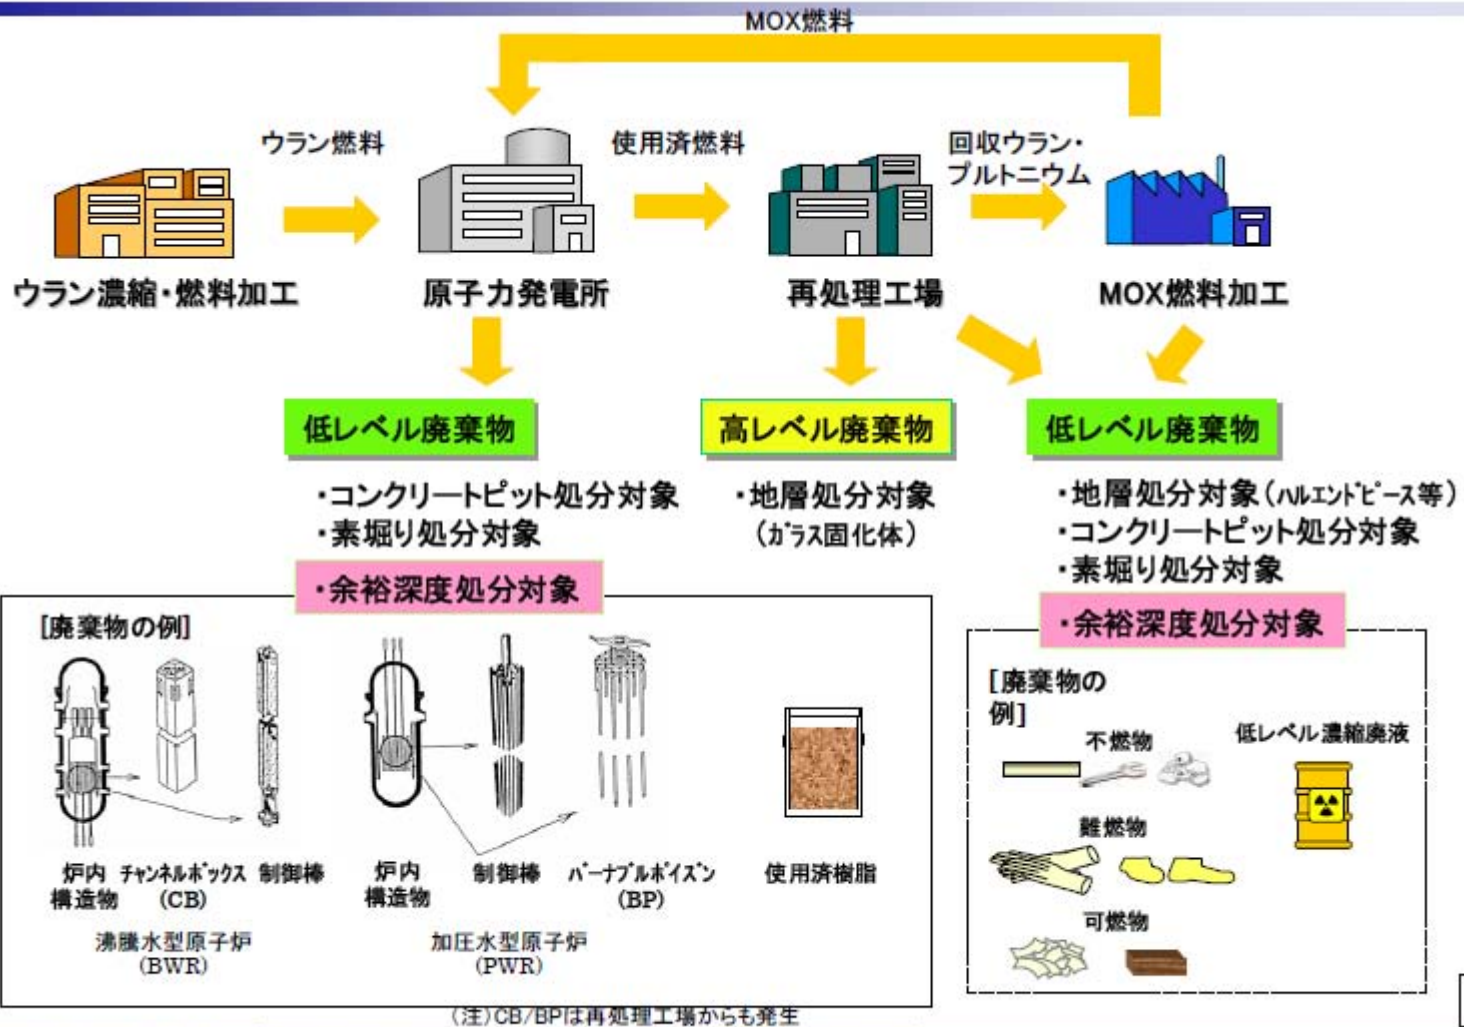 MOX燃料
ウラン燃料
使用済燃料
回収ウラン・
プルトニウム
ウラン濃縮・燃料加工
原子力発電所
再処理工場
MOX燃料加工
低レベル廃棄物
・コンクリートピット処分対象
・素堀り処分対象
・余裕深度処分対象
高レベル廃棄物
・地層処分対象
(ｶﾞﾗｽ固化体)
低レベル廃棄物
・地層処分対象(ﾊﾙｴﾝﾄﾞﾋﾟｰｽ等)
・コンクリートピット処分対象
・素堀り処分対象
・余裕深度処分対象
[廃棄物の例]
炉内
構造物
ﾁｬﾝﾈﾙﾎﾞｯｸｽ
(CB)
制御棒
沸騰水型原子炉
(BWR)
炉内
構造物
制御棒
ﾊﾞｰﾅﾌﾞﾙﾎﾟｲｽﾞﾝ
(BP)
加圧水型原子炉
(PWR)
使用済樹脂
(注)CB/BPは再処理工場からも発生
[廃棄物の
例]
不燃物
難燃物
可燃物
低レベル濃縮廃液